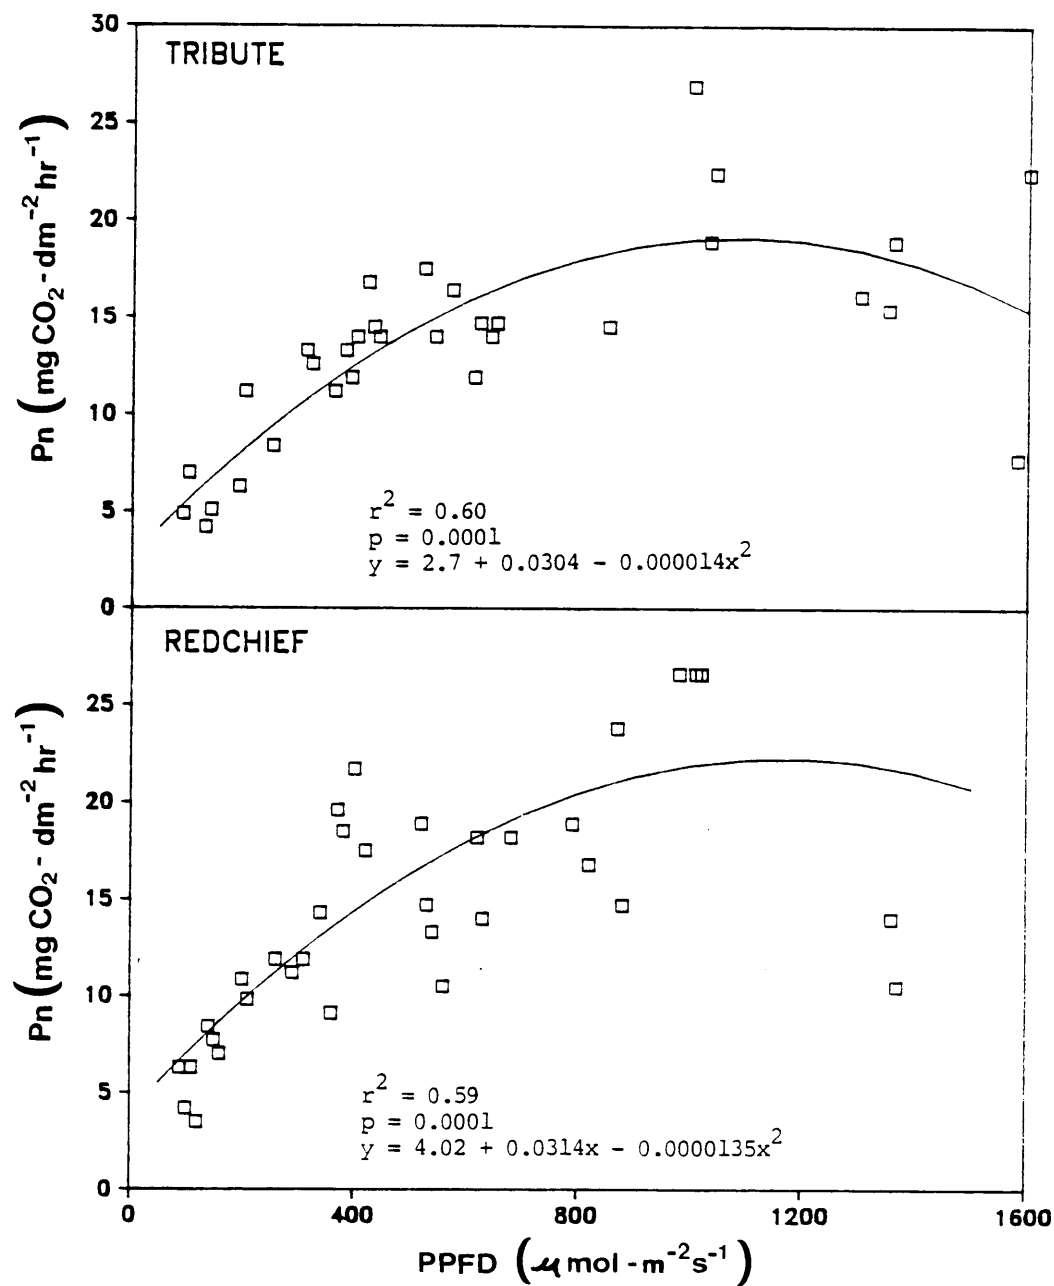 TRIBUTE
30
25
20
15
10
5
0
Pn (mg CO₂ - dm⁻² hr⁻¹)
r² = 0.60
p = 0.0001
y = 2.7 + 0.0304 - 0.000014x²
REDCHIEF
25
20
15
10
5
0
Pn (mg CO₂ - dm⁻² hr⁻¹)
r² = 0.59
p = 0.0001
y = 4.02 + 0.0314x - 0.0000135x²
0 400 800 1200 1600
PPFD (μmol - m⁻² s⁻¹)